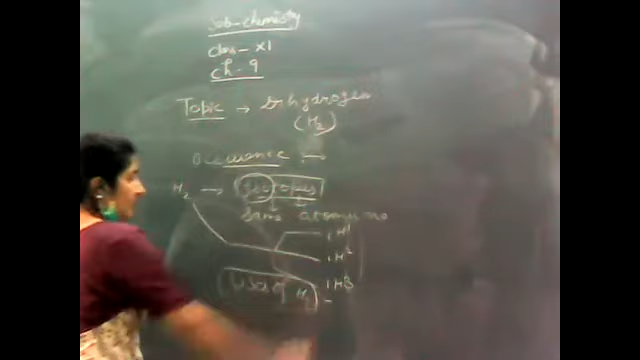 Sub-chemistry
Class - XI
Ch - 9
Topic → Dihydrogen
(H2)
Occurrence :→
H2 → Isotopes
Same atomic no
1H1
1H2
1H3
Uses of H2